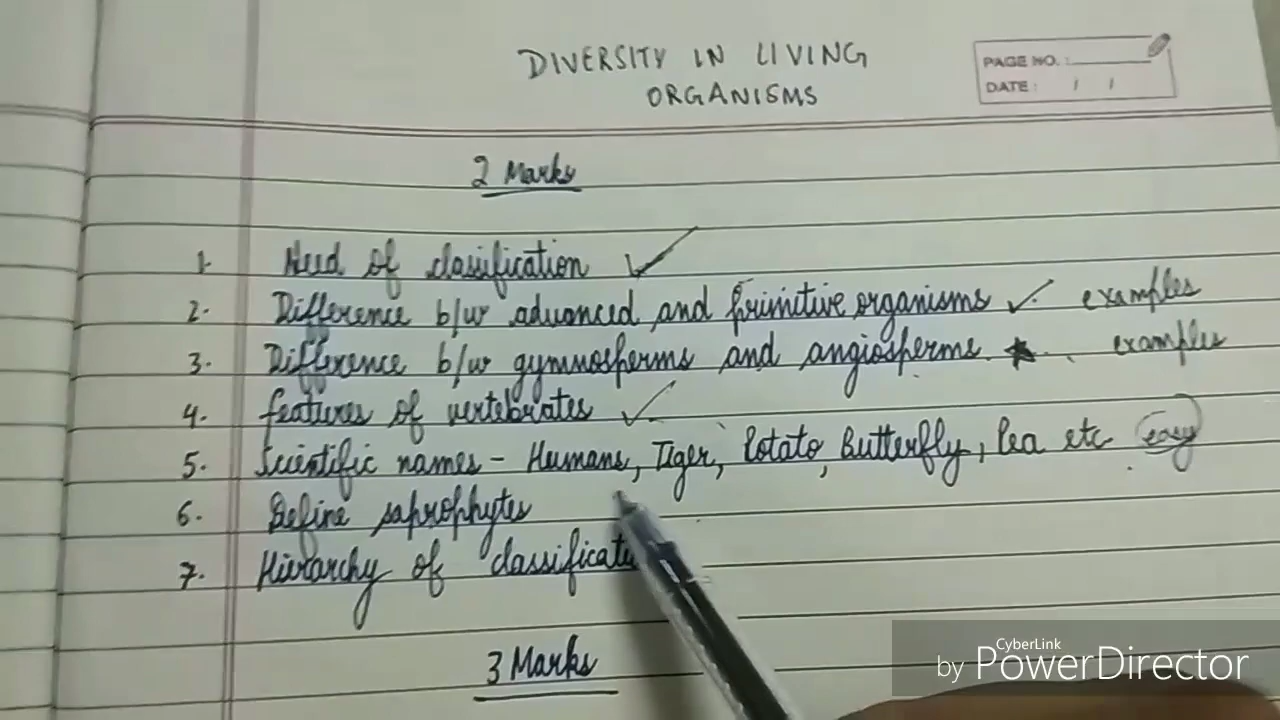 DIVERSITY IN LIVING
ORGANISMS
PAGE NO. :
DATE : / /
2 Marks
1. Need of classification
2. Difference b/w advanced and primitive organisms examples
3. Difference b/w gymnosperms and angiosperms examples
4. features of vertebrates
5. Scientific names - Humans, Tiger, Potato, Butterfly, Pea etc (easy)
6. Define saprophytes
7. Hierarchy of classificati
3 Marks
CyberLink
by PowerDirector